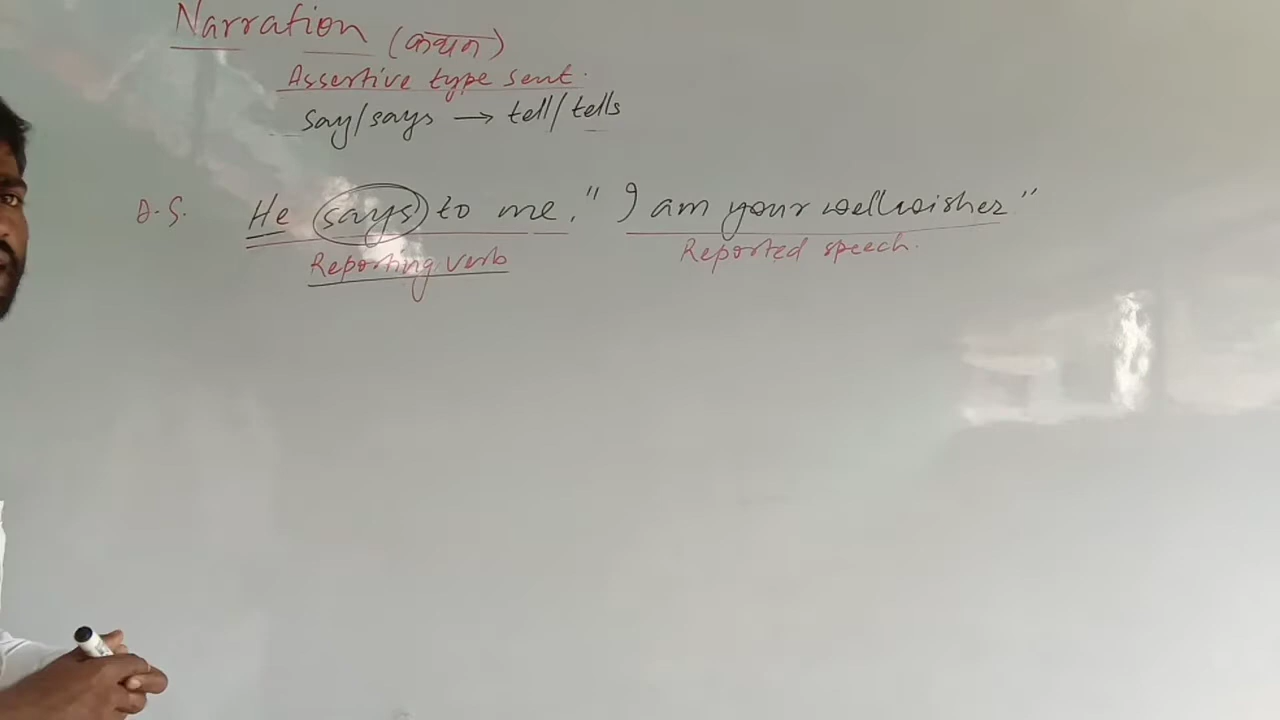 Narration (कथन)
Assertive type sent.
say/says → tell/tells
D.S. He says to me, "I am your wellwisher"
Reporting verb Reported speech.